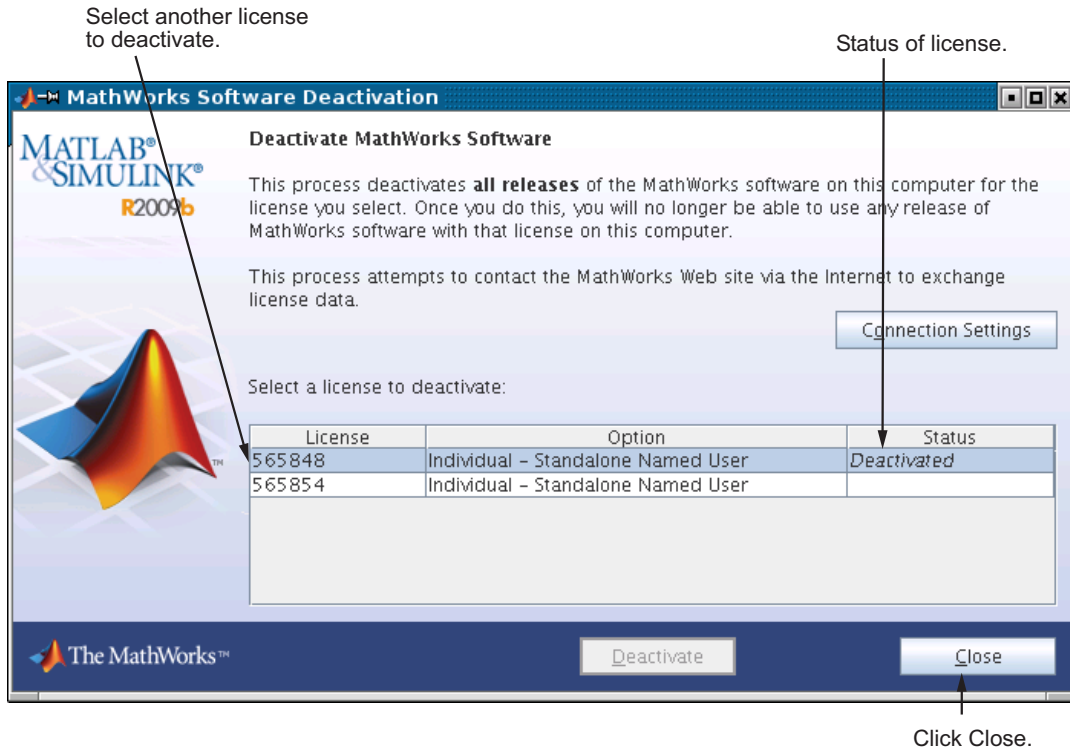 Select another license
to deactivate.
Status of license.
MathWorks Software Deactivation
MATLAB®
&SIMULINK®
R2009b
Deactivate MathWorks Software
This process deactivates all releases of the MathWorks software on this computer for the
license you select. Once you do this, you will no longer be able to use any release of
MathWorks software with that license on this computer.
This process attempts to contact the MathWorks Web site via the Internet to exchange
license data.
Connection Settings
Select a license to deactivate:
License Option Status
565848 Individual – Standalone Named User Deactivated
565854 Individual – Standalone Named User
TM
The MathWorks™
Deactivate
Close
Click Close.